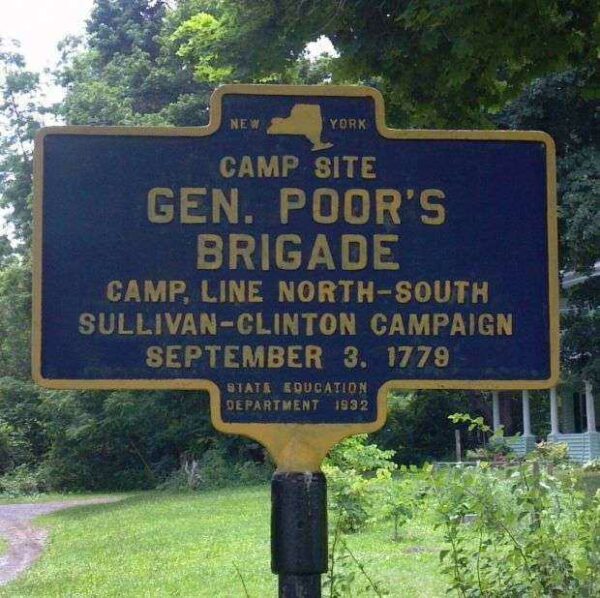 NEW YORK
CAMP SITE
GEN. POOR'S
BRIGADE
CAMP, LINE NORTH-SOUTH
SULLIVAN-CLINTON CAMPAIGN
SEPTEMBER 3. 1779
STATE EDUCATION
DEPARTMENT 1932